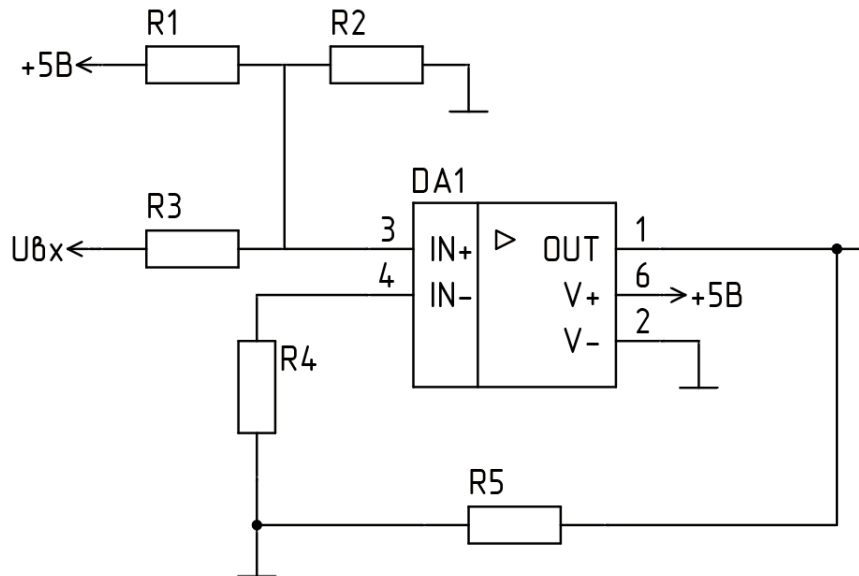 R1
R2
+5В
DA1
R3
Uвх
3
IN+
OUT
1
4
IN-
V+
6
+5В
V-
2
R4
R5